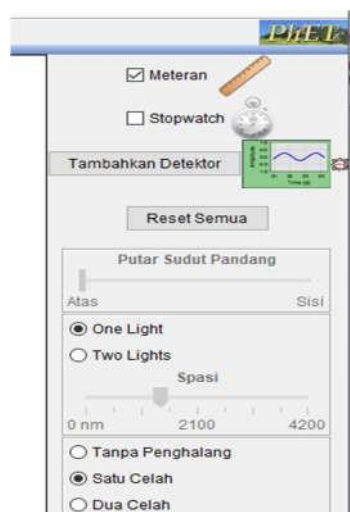 PhET
Meteran
Stopwatch
Tambahkan Detektor
Reset Semua
Putar Sudut Pandang
Atas Sisi
One Light
Two Lights
Spasi
0 nm 2100 4200
Tanpa Penghalang
Satu Celah
Dua Celah